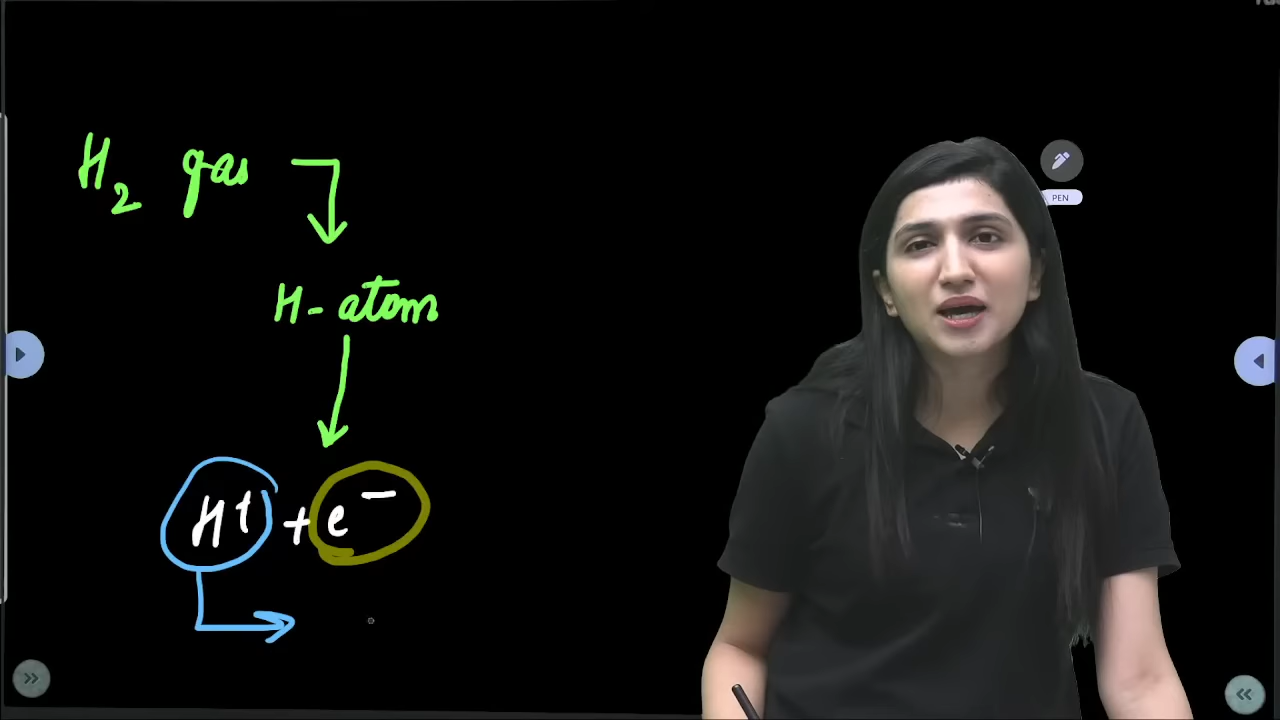 H₂ gas
PEN
H-atom
H⁺ + e⁻